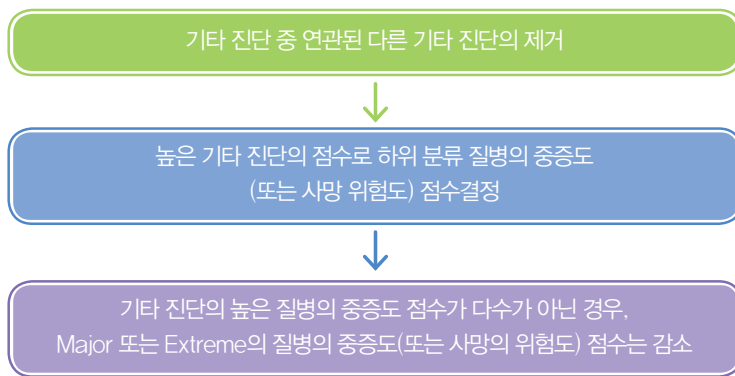 기타 진단 중 연관된 다른 기타 진단의 제거
높은 기타 진단의 점수로 하위 분류 질병의 중증도
(또는 사망 위험도) 점수결정
기타 진단의 높은 질병의 중증도 점수가 다수가 아닌 경우,
Major 또는 Extreme의 질병의 중증도(또는 사망의 위험도) 점수는 감소